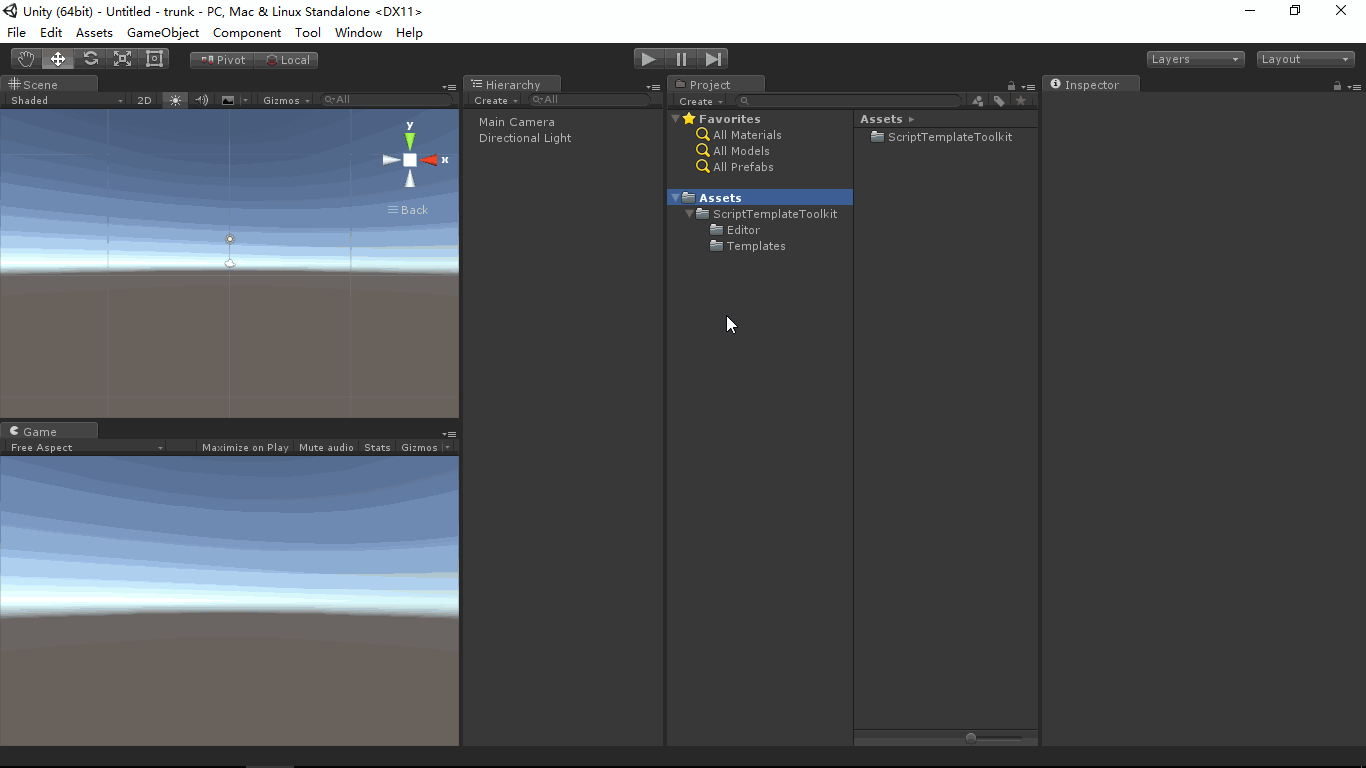 Unity (64bit) - Untitled - trunk - PC, Mac & Linux Standalone <DX11>
File Edit Assets GameObject Component Tool Window Help
Pivot Local Layers Layout
Scene
Shaded 2D Gizmos All
y
x
Back
Game
Free Aspect Maximize on Play Mute audio Stats Gizmos
Hierarchy
Create All
Main Camera
Directional Light
Project
Create
Favorites
All Materials
All Models
All Prefabs
Assets
ScriptTemplateToolkit
Editor
Templates
Assets
ScriptTemplateToolkit
Inspector